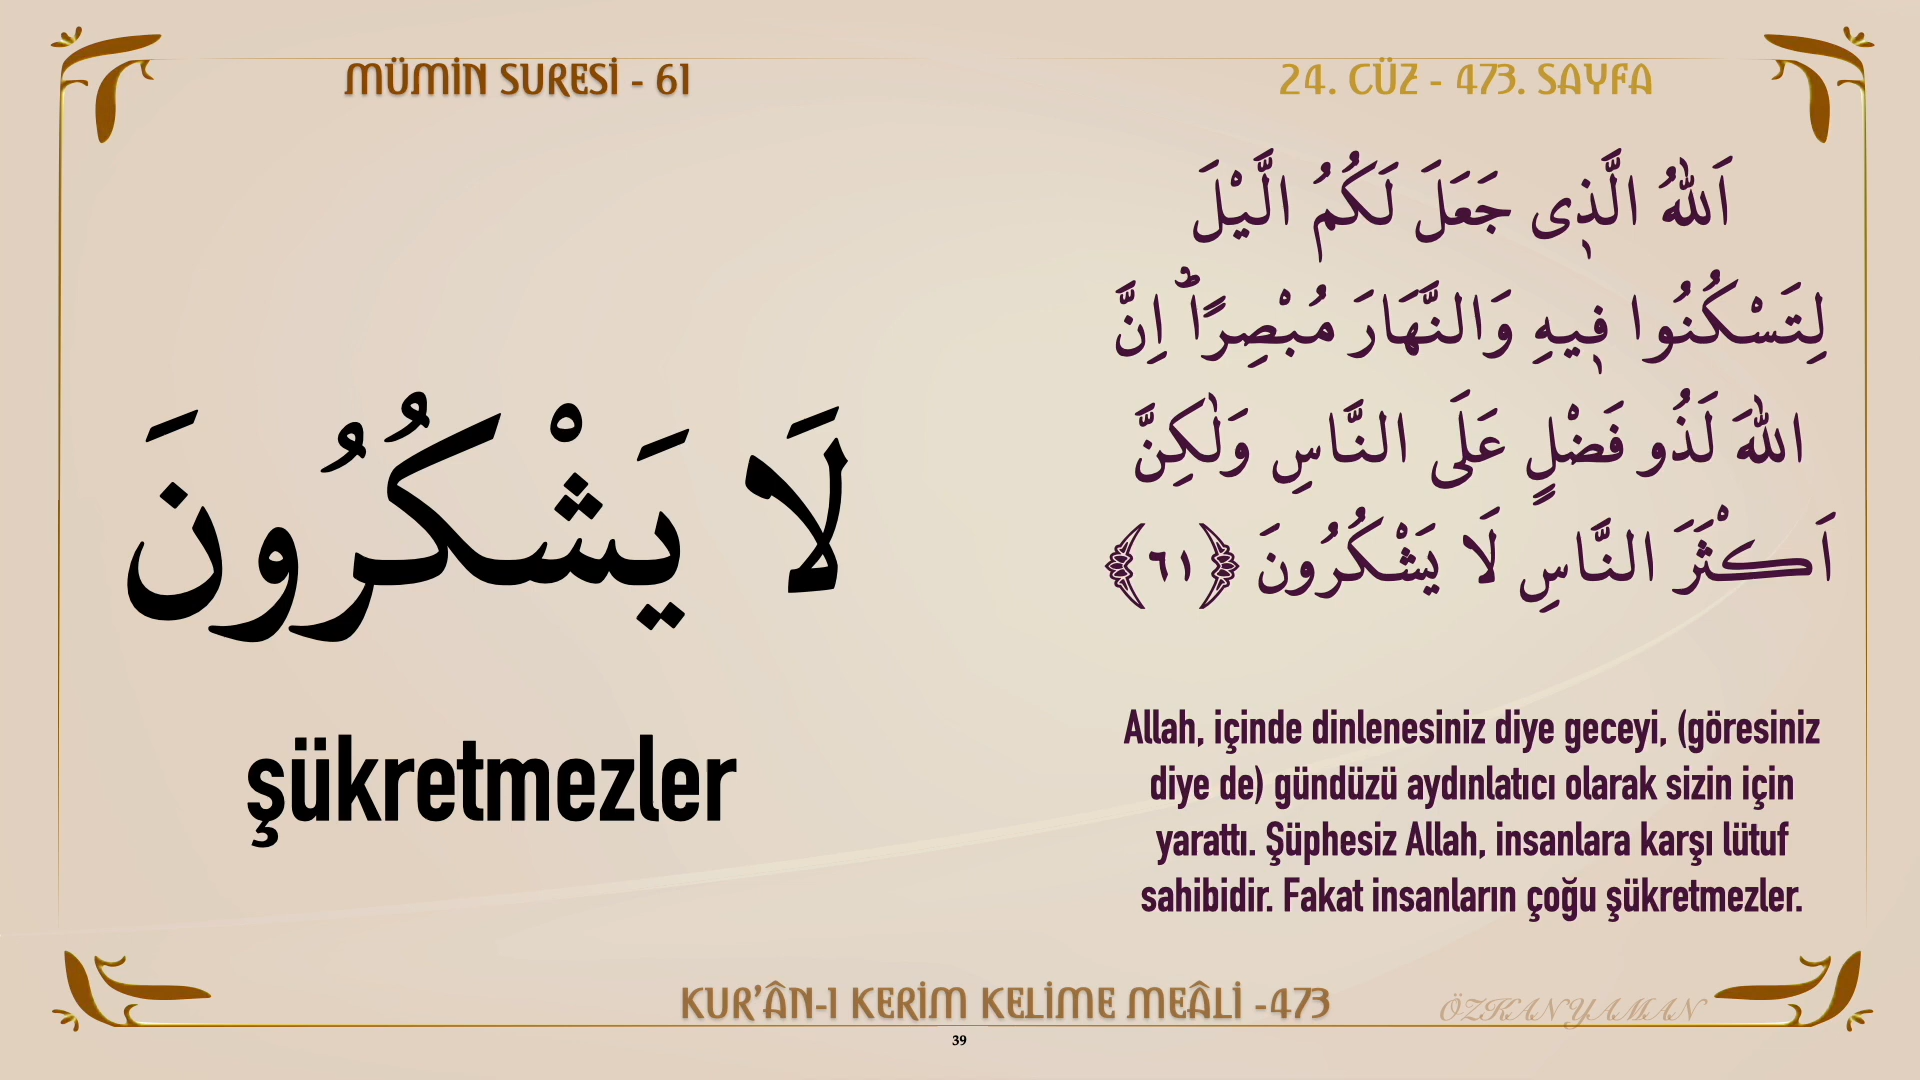 MÜMİN SURESİ - 61
24. CÜZ - 473. SAYFA
لَا يَشْكُرُونَ
şükretmezler
اَللّٰهُ الَّذ۪ى جَعَلَ لَكُمُ الَّيْلَ
لِتَسْكُنُوا ف۪يهِ وَالنَّهَارَ مُبْصِرًاۜ اِنَّ
اللّٰهَ لَذُو فَضْلٍ عَلَى النَّاسِ وَلٰكِنَّ
اَكْثَرَ النَّاسِ لَا يَشْكُرُونَ ﴿٦١﴾
Allah, içinde dinlenesiniz diye geceyi, (göresiniz
diye de) gündüzü aydınlatıcı olarak sizin için
yarattı. Şüphesiz Allah, insanlara karşı lütuf
sahibidir. Fakat insanların çoğu şükretmezler.
KUR'ÂN-I KERİM KELİME MEÂLİ -473
ÖZKAN YAMAN
39